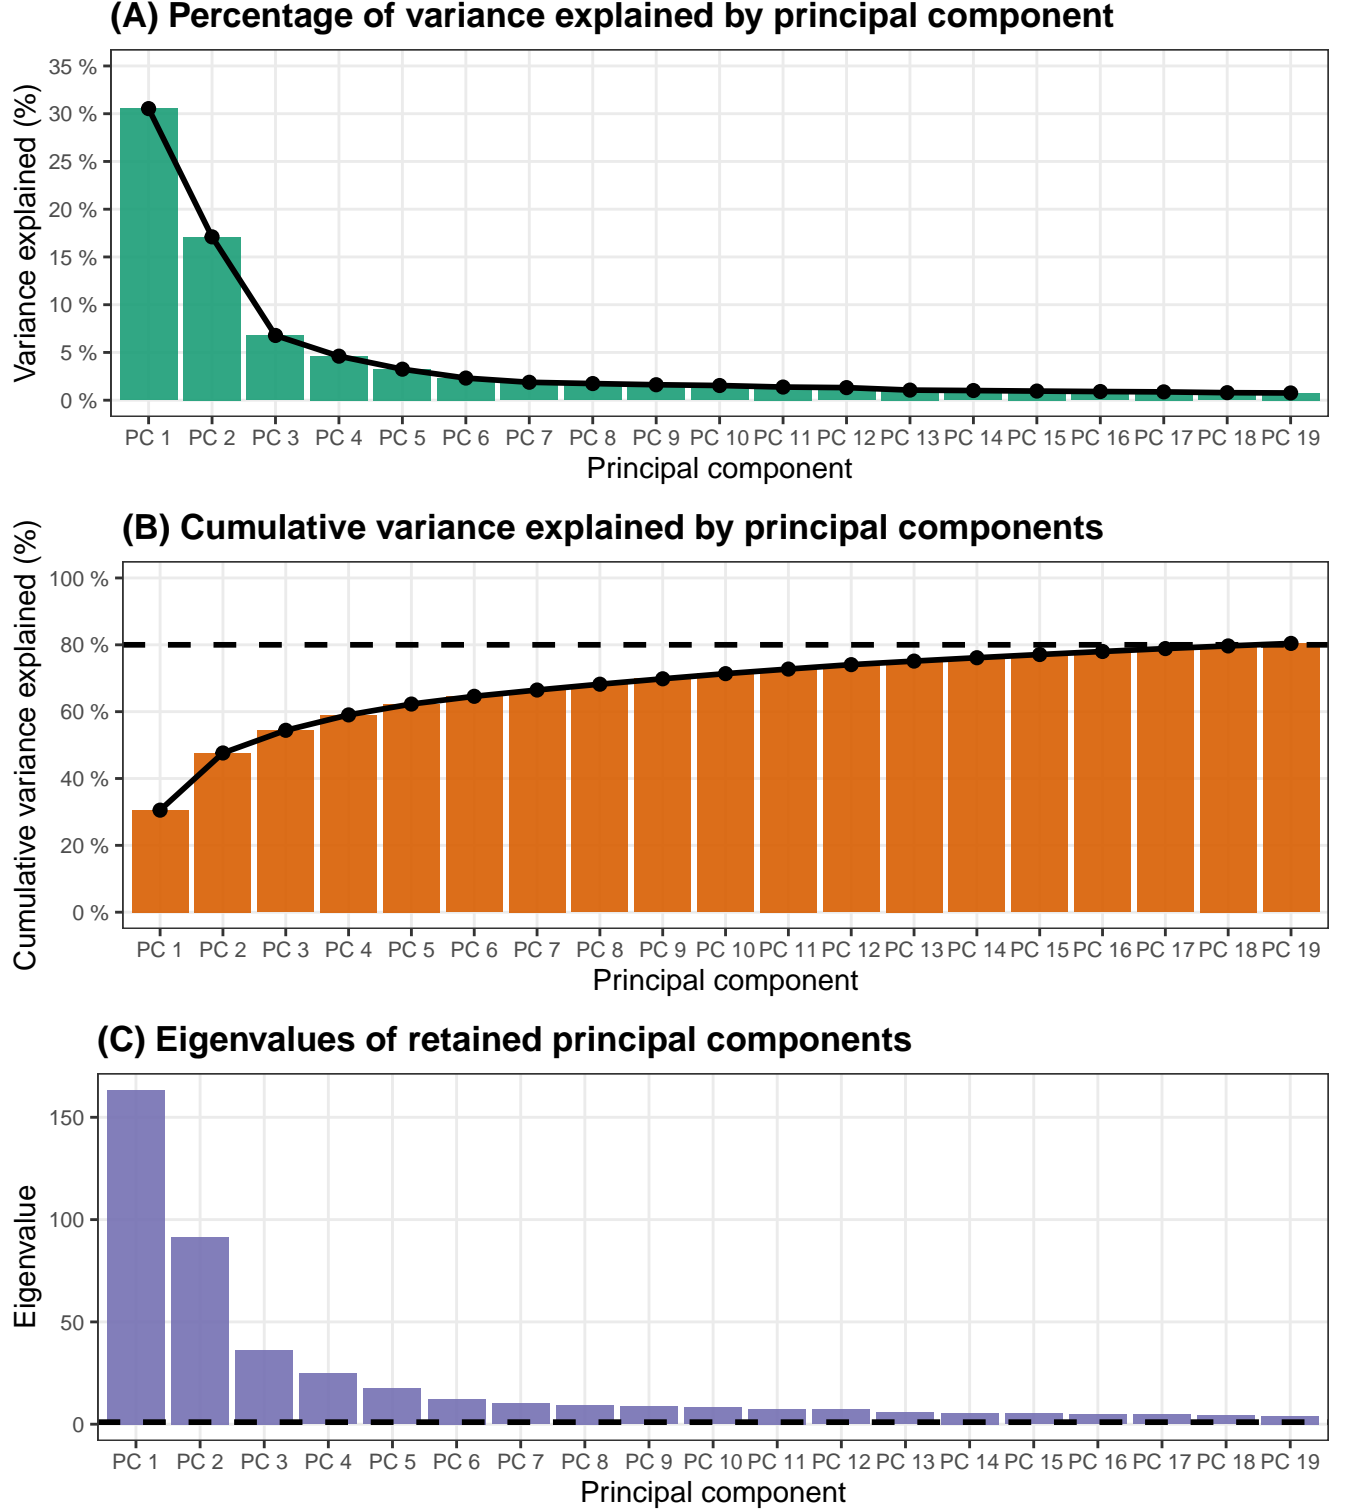 (A) Percentage of variance explained by principal component
Variance explained (%)
35 %
30 %
25 %
20 %
15 %
10 %
5 %
0 %
PC 1 PC 2 PC 3 PC 4 PC 5 PC 6 PC 7 PC 8 PC 9 PC 10 PC 11 PC 12 PC 13 PC 14 PC 15 PC 16 PC 17 PC 18 PC 19
Principal component
(B) Cumulative variance explained by principal components
Cumulative variance explained (%)
100 %
80 %
60 %
40 %
20 %
0 %
PC 1 PC 2 PC 3 PC 4 PC 5 PC 6 PC 7 PC 8 PC 9 PC 10 PC 11 PC 12 PC 13 PC 14 PC 15 PC 16 PC 17 PC 18 PC 19
Principal component
(C) Eigenvalues of retained principal components
Eigenvalue
150
100
50
0
PC 1 PC 2 PC 3 PC 4 PC 5 PC 6 PC 7 PC 8 PC 9 PC 10 PC 11 PC 12 PC 13 PC 14 PC 15 PC 16 PC 17 PC 18 PC 19
Principal component